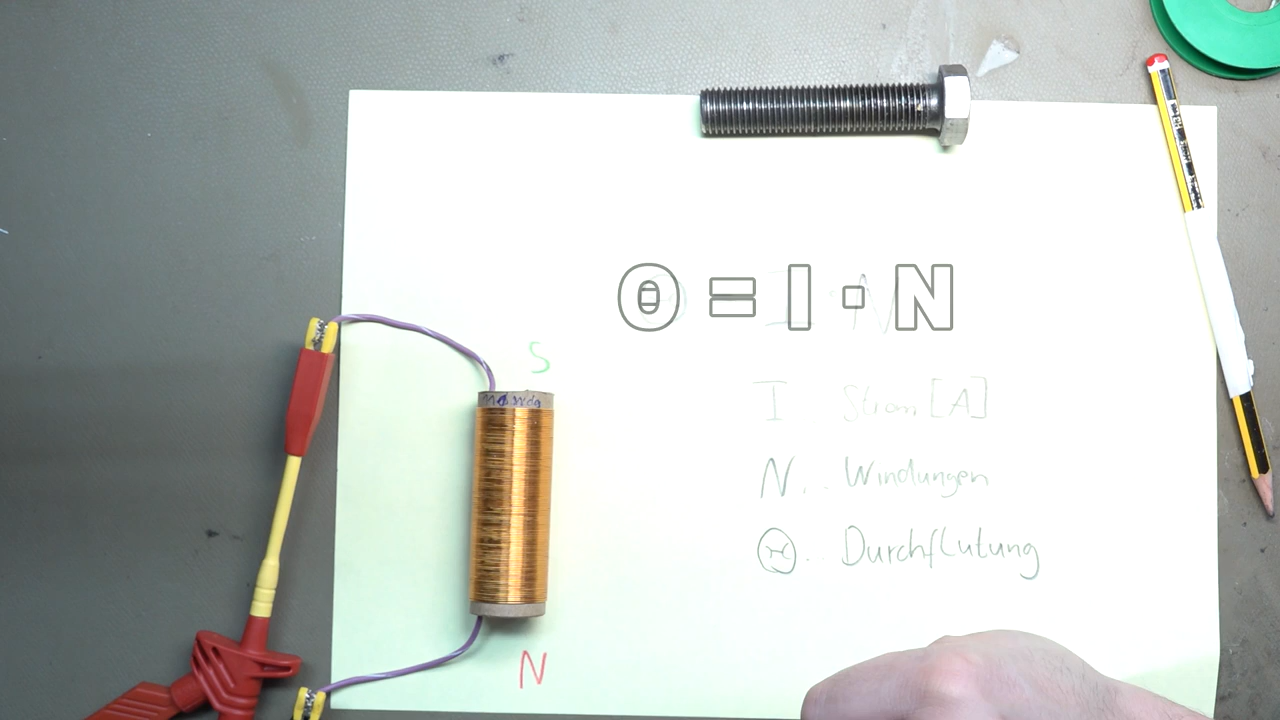 Θ = I · N
Θ = I · N
S
I .. Strom [A]
N .. Windungen
Θ .. Durchflutung
N